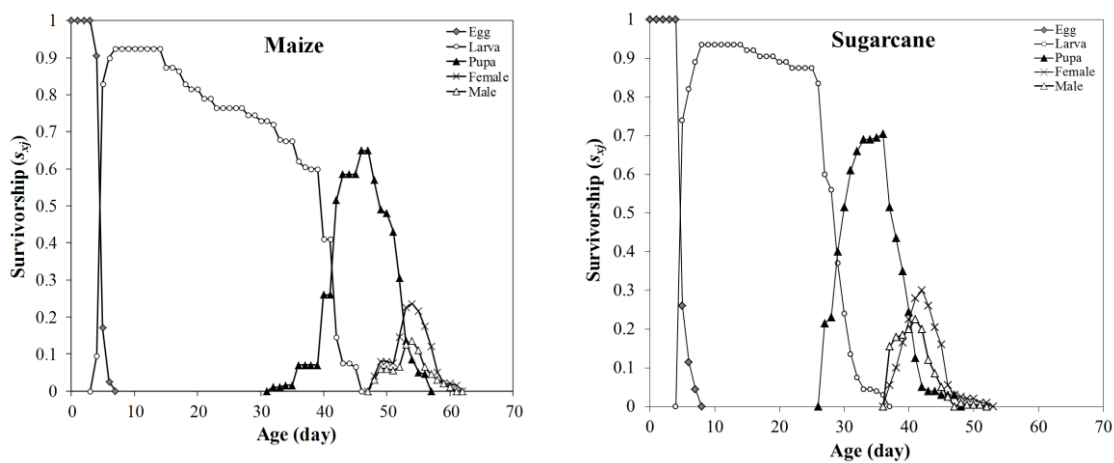 Maize
Egg
Larva
Pupa
Female
Male
Survivorship (sxj)
1
0.9
0.8
0.7
0.6
0.5
0.4
0.3
0.2
0.1
0
0 10 20 30 40 50 60 70
Age (day)
Sugarcane
Egg
Larva
Pupa
Female
Male
Survivorship (sxj)
1
0.9
0.8
0.7
0.6
0.5
0.4
0.3
0.2
0.1
0
0 10 20 30 40 50 60 70
Age (day)